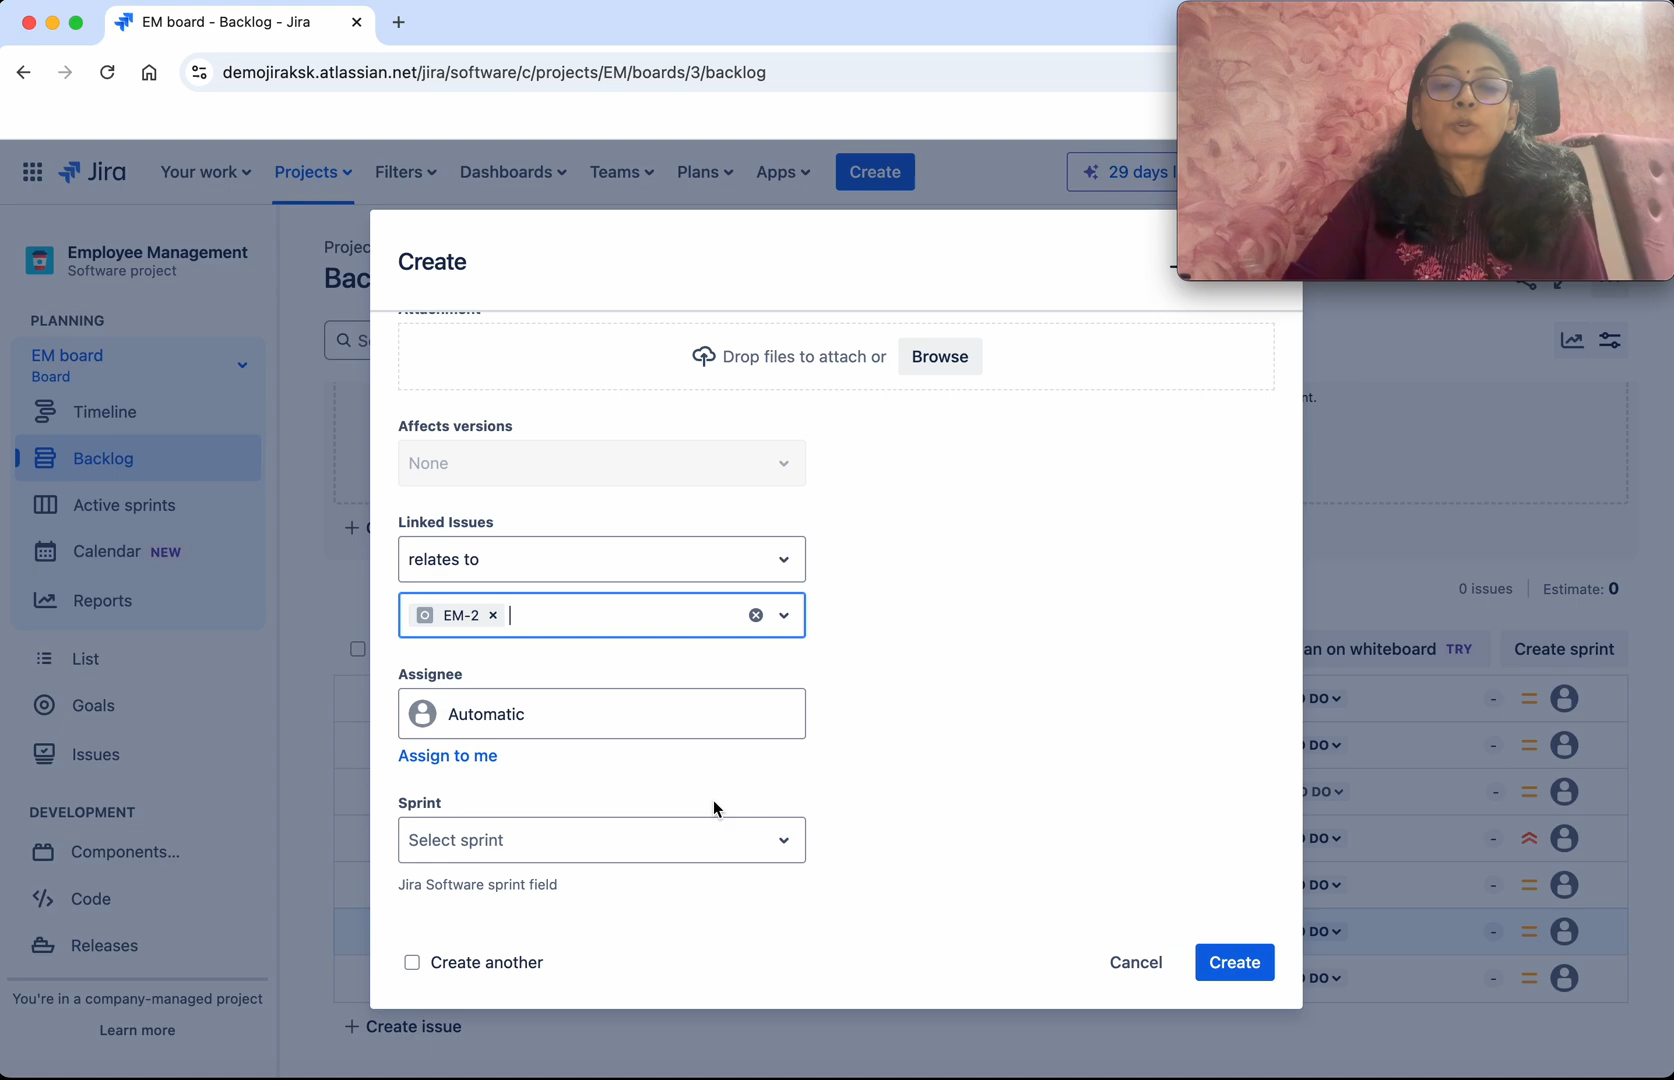 EM board - Backlog - Jira
demojiraksk.atlassian.net/jira/software/c/projects/EM/boards/3/backlog
Jira
Your work
Projects
Filters
Dashboards
Teams
Plans
Apps
Create
29 days
Employee Management
Software project
PLANNING
EM board
Board
Timeline
Backlog
Active sprints
Calendar NEW
Reports
List
Goals
Issues
DEVELOPMENT
Components...
Code
Releases
You're in a company-managed project
Learn more
Projec
Bac
Create
Attachment
Drop files to attach or Browse
Affects versions
None
Linked Issues
relates to
EM-2
Assignee
Automatic
Assign to me
Sprint
Select sprint
Jira Software sprint field
Create another
Cancel
Create
nt.
0 issues
Estimate: 0
an on whiteboard TRY
Create sprint
DO
DO
DO
DO
DO
DO
DO
+ Create issue